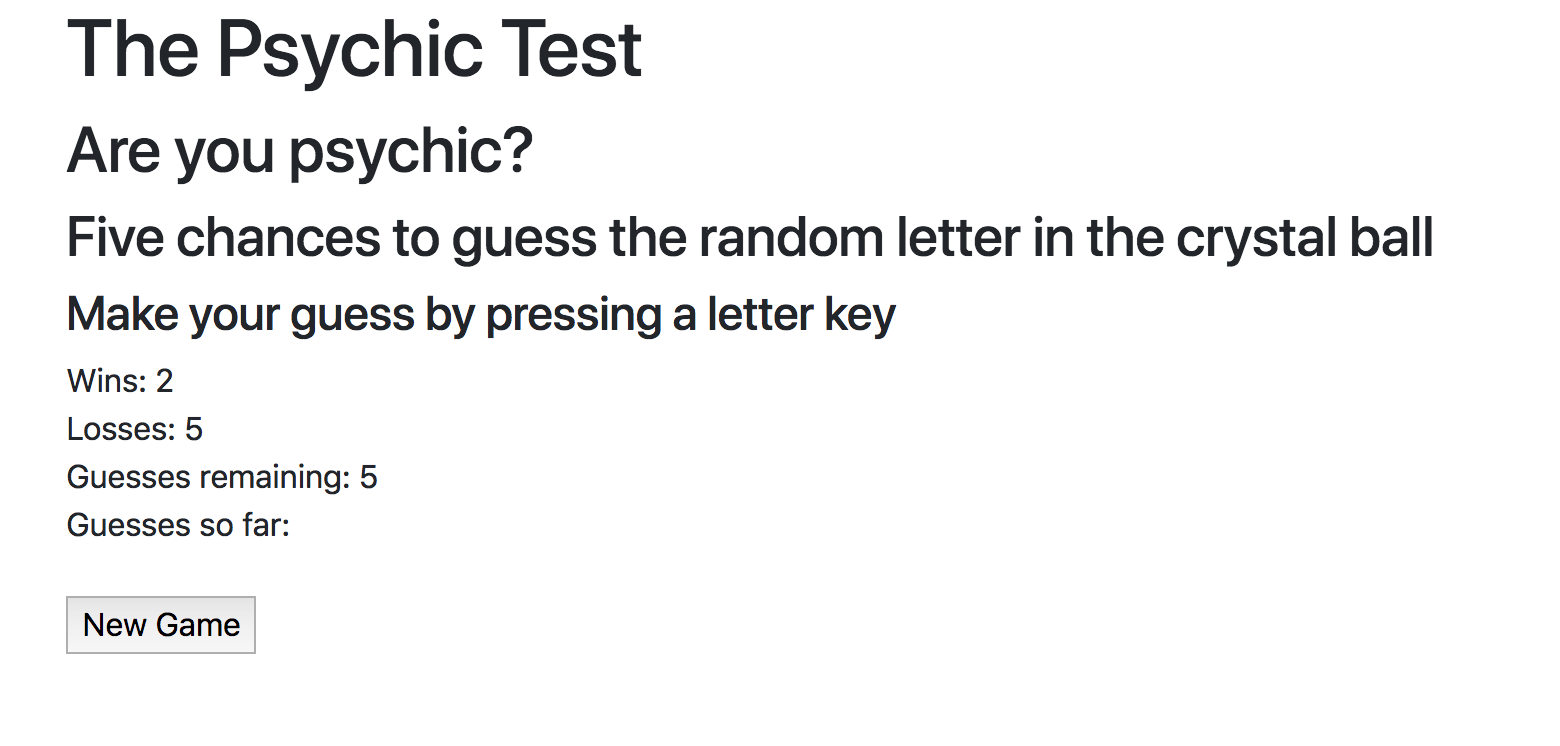 The Psychic Test
Are you psychic?
Five chances to guess the random letter in the crystal ball
Make your guess by pressing a letter key
Wins: 2
Losses: 5
Guesses remaining: 5
Guesses so far:
New Game